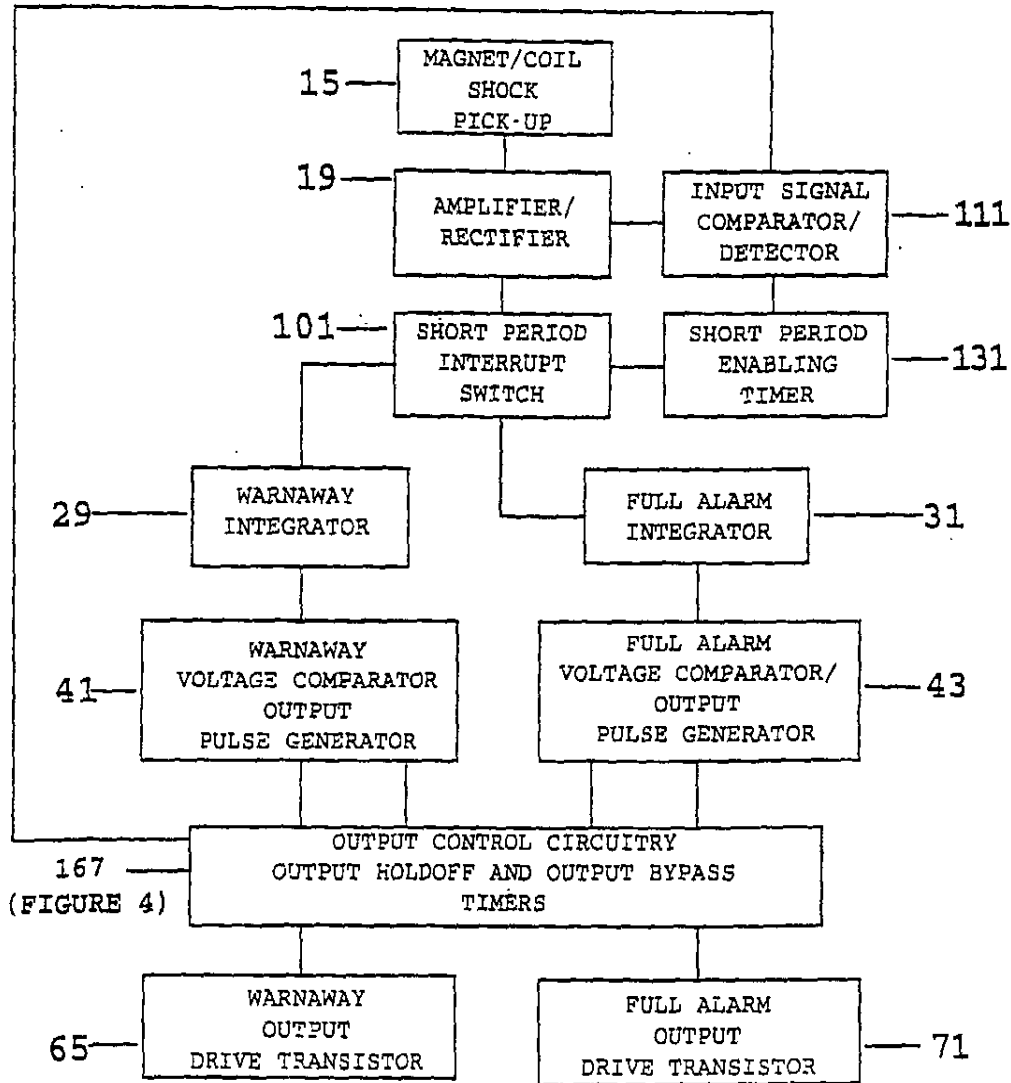 MAGNET/COIL
SHOCK
PICK-UP
15
19
AMPLIFIER/
RECTIFIER
INPUT SIGNAL
COMPARATOR/
DETECTOR
111
101
SHORT PERIOD
INTERRUPT
SWITCH
SHORT PERIOD
ENABLING
TIMER
131
29
WARNAWAY
INTEGRATOR
FULL ALARM
INTEGRATOR
31
41
WARNAWAY
VOLTAGE COMPARATOR
OUTPUT
PULSE GENERATOR
FULL ALARM
VOLTAGE COMPARATOR/
OUTPUT
PULSE GENERATOR
43
167
(FIGURE 4)
OUTPUT CONTROL CIRCUITRY
OUTPUT HOLDOFF AND OUTPUT BYPASS
TIMERS
65
WARNAWAY
OUTPUT
DRIVE TRANSISTOR
FULL ALARM
OUTPUT
DRIVE TRANSISTOR
71